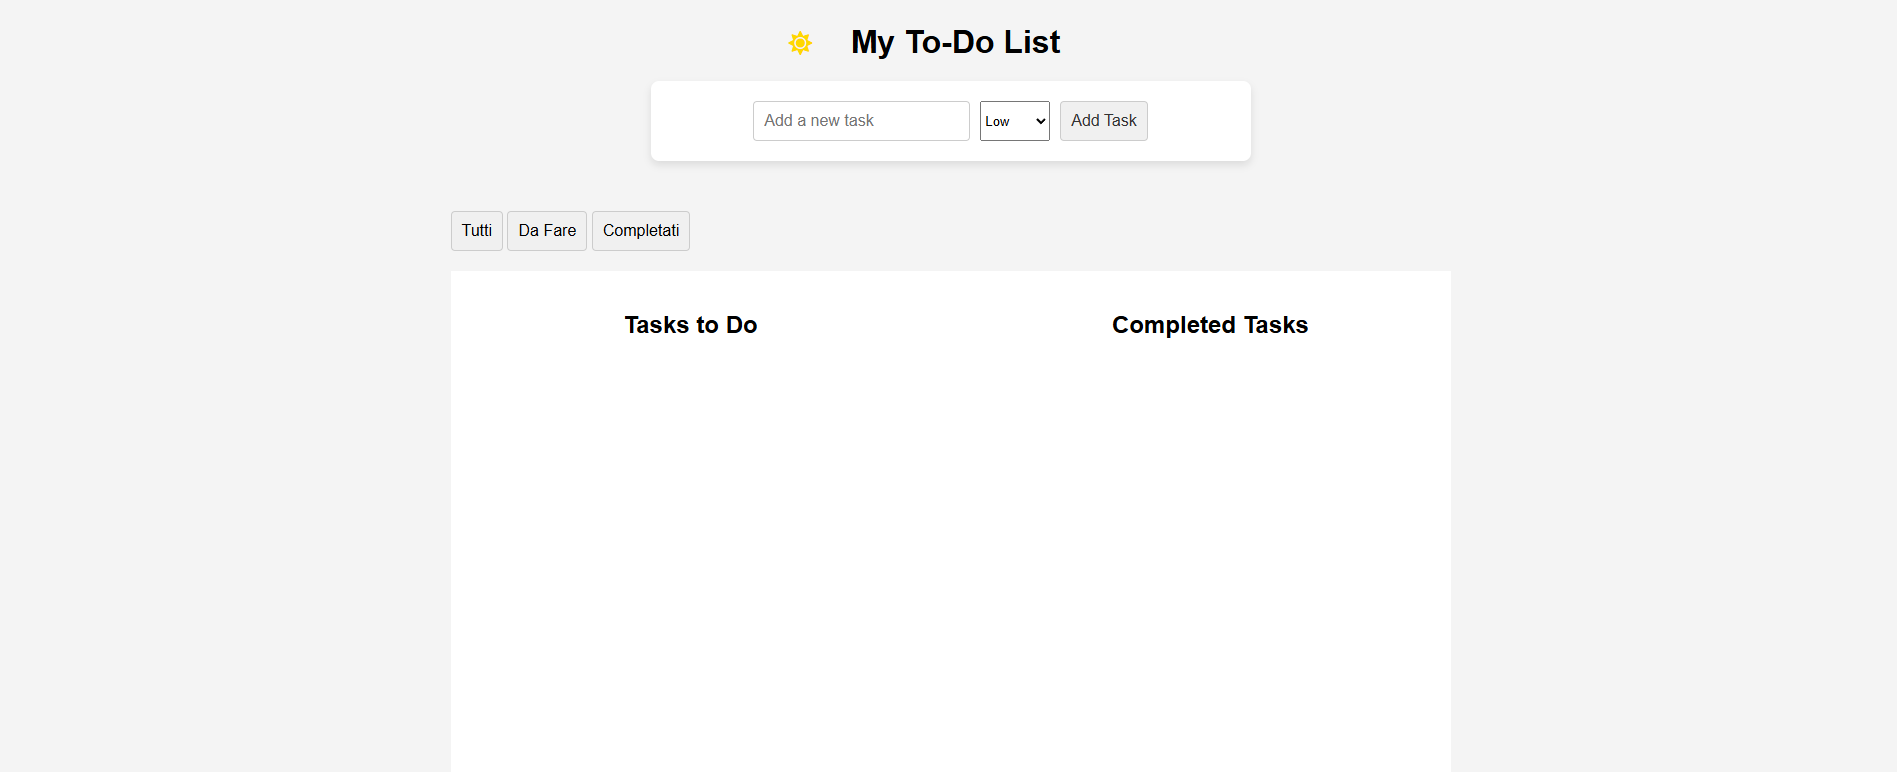 My To-Do List
Add a new task Low Add Task
Tutti Da Fare Completati
Tasks to Do Completed Tasks